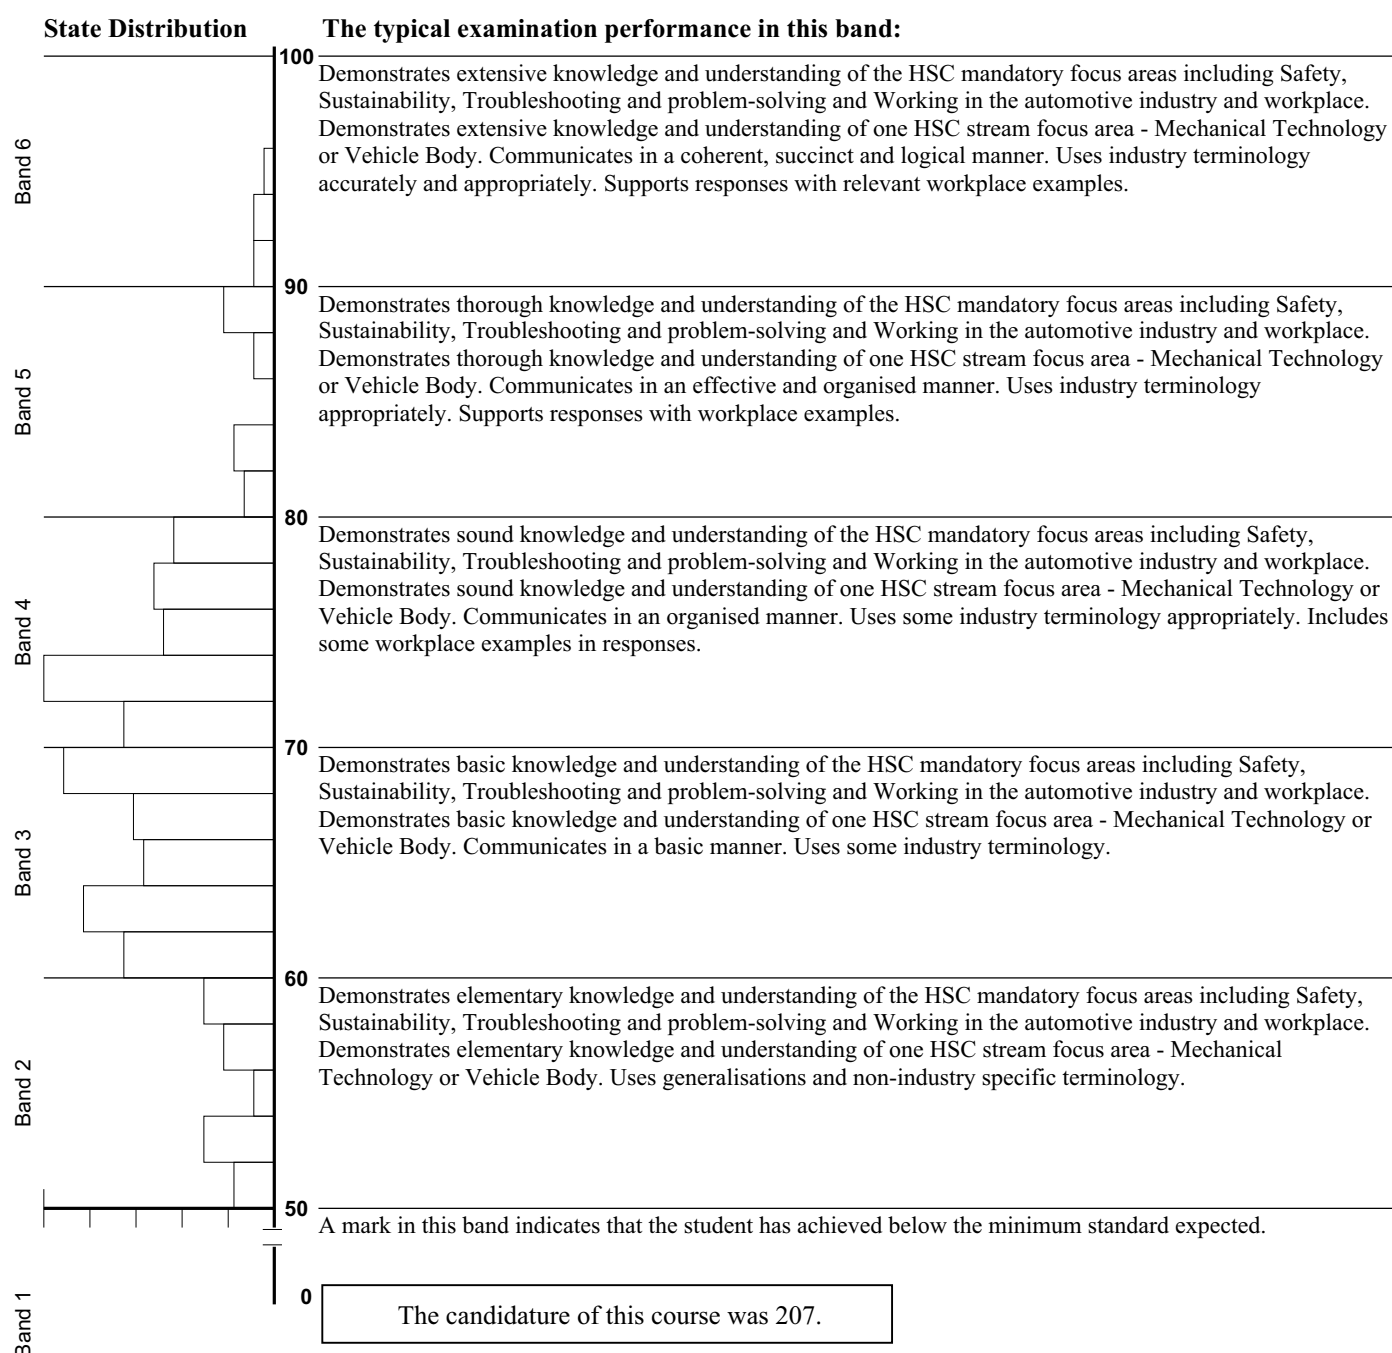 State Distribution
The typical examination performance in this band:
100
Demonstrates extensive knowledge and understanding of the HSC mandatory focus areas including Safety,
Sustainability, Troubleshooting and problem-solving and Working in the automotive industry and workplace.
Demonstrates extensive knowledge and understanding of one HSC stream focus area - Mechanical Technology
or Vehicle Body. Communicates in a coherent, succinct and logical manner. Uses industry terminology
accurately and appropriately. Supports responses with relevant workplace examples.
Band 6
90
Demonstrates thorough knowledge and understanding of the HSC mandatory focus areas including Safety,
Sustainability, Troubleshooting and problem-solving and Working in the automotive industry and workplace.
Demonstrates thorough knowledge and understanding of one HSC stream focus area - Mechanical Technology
or Vehicle Body. Communicates in an effective and organised manner. Uses industry terminology
appropriately. Supports responses with workplace examples.
Band 5
80
Demonstrates sound knowledge and understanding of the HSC mandatory focus areas including Safety,
Sustainability, Troubleshooting and problem-solving and Working in the automotive industry and workplace.
Demonstrates sound knowledge and understanding of one HSC stream focus area - Mechanical Technology or
Vehicle Body. Communicates in an organised manner. Uses some industry terminology appropriately. Includes
some workplace examples in responses.
Band 4
70
Demonstrates basic knowledge and understanding of the HSC mandatory focus areas including Safety,
Sustainability, Troubleshooting and problem-solving and Working in the automotive industry and workplace.
Demonstrates basic knowledge and understanding of one HSC stream focus area - Mechanical Technology or
Vehicle Body. Communicates in a basic manner. Uses some industry terminology.
Band 3
60
Demonstrates elementary knowledge and understanding of the HSC mandatory focus areas including Safety,
Sustainability, Troubleshooting and problem-solving and Working in the automotive industry and workplace.
Demonstrates elementary knowledge and understanding of one HSC stream focus area - Mechanical
Technology or Vehicle Body. Uses generalisations and non-industry specific terminology.
Band 2
50
A mark in this band indicates that the student has achieved below the minimum standard expected.
0
Band 1
The candidature of this course was 207.